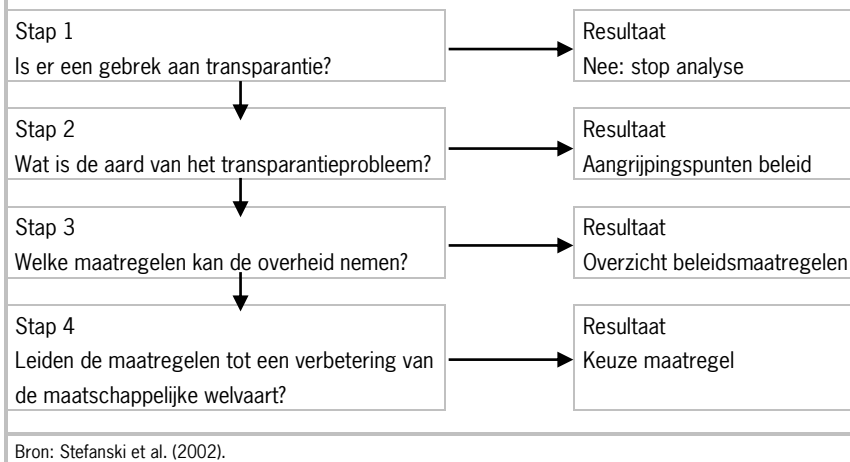 Stap 1
Is er een gebrek aan transparantie?
Resultaat
Nee: stop analyse
Stap 2
Wat is de aard van het transparantieprobleem?
Resultaat
Aangrijpingspunten beleid
Stap 3
Welke maatregelen kan de overheid nemen?
Resultaat
Overzicht beleidsmaatregelen
Stap 4
Leiden de maatregelen tot een verbetering van
de maatschappelijke welvaart?
Resultaat
Keuze maatregel
Bron: Stefanski et al. (2002).